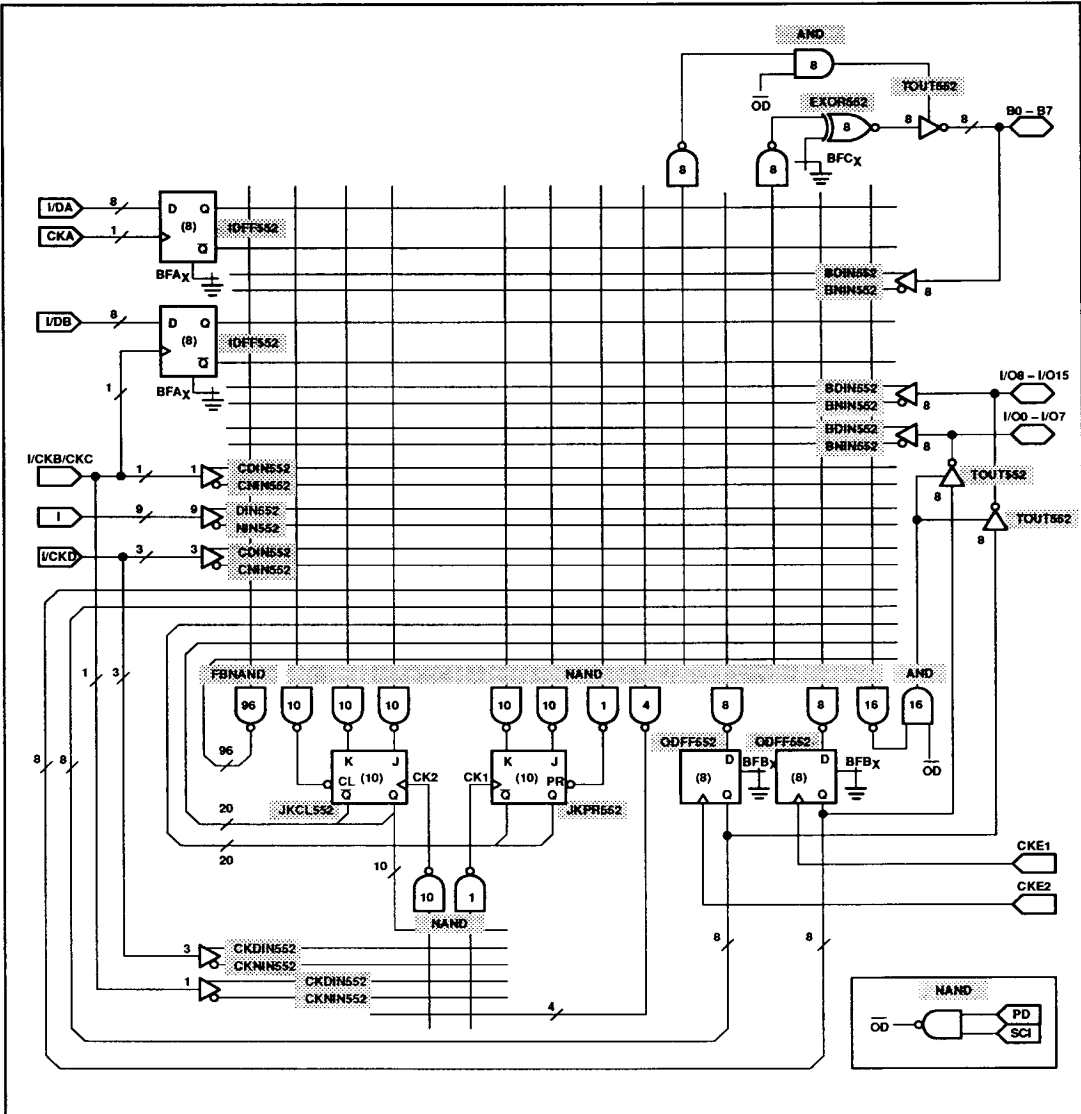 AND
8
OD
TOUT552
EXOR552
8
8
8
B0 – B7
BFCX
8
8
I/DA
8
D Q
(8)
Q
IDFF552
CKA
1
BFAX
BDIN552
BNIN552
8
I/DB
8
D Q
(8)
Q
IDFF552
1
BFAX
I/O8 – I/O15
BDIN552
BNIN552
8
I/O0 – I/O7
BDIN552
BNIN552
8
I/CKB/CKC
1
1
CDIN552
CNIN552
TOUT552
8
I
9
9
DIN552
NIN552
TOUT552
8
I/CKD
3
3
CDIN552
CNIN552
1
3
FBNAND
NAND
AND
96
10
10
10
10
10
1
4
8
8
16
16
96
ODFF552
ODFF552
OD
K J
CL (10)
Q Q
CK2
CK1
K J
(10) PR
Q Q
D
(8)
Q
BFBX
D
(8)
Q
BFBX
8
8
JKCL552
JKPR552
20
20
10
10
1
NAND
CKE1
CKE2
3
CKDIN552
CKNIN552
1
CKDIN552
CKNIN552
4
8
8
NAND
OD
PD
SCI